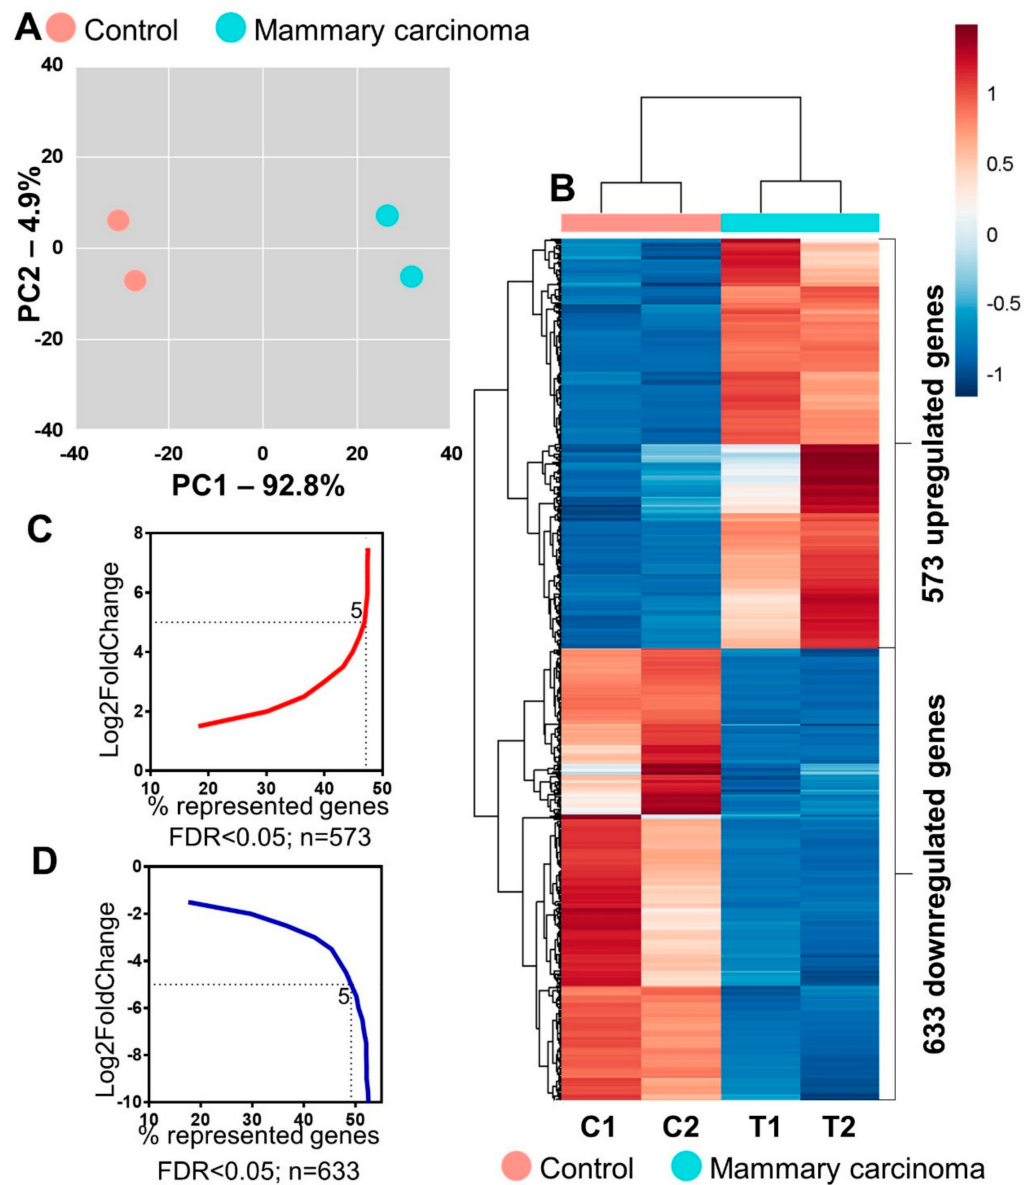 A Control Mammary carcinoma
40
20
0
-20
-40
PC2 – 4.9%
-40 -20 0 20 40
PC1 – 92.8%
B
1
0.5
0
-0.5
-1
573 upregulated genes
633 downregulated genes
C1 C2 T1 T2
Control Mammary carcinoma
C
8
6
4
2
0
Log2FoldChange
5
10 20 30 40 50
% represented genes
FDR<0.05; n=573
D
0
-2
-4
-6
-8
-10
Log2FoldChange
5
10 20 30 40 50
% represented genes
FDR<0.05; n=633